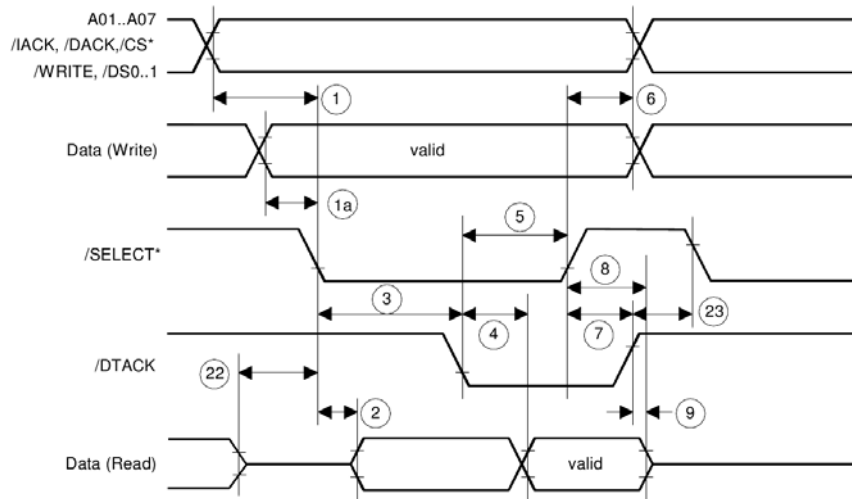 A01..A07
/IACK, /DACK,/CS*
/WRITE, /DS0..1
1
6
Data (Write)
valid
1a
5
/SELECT*
8
3
4
7
23
/DTACK
22
2
9
Data (Read)
valid